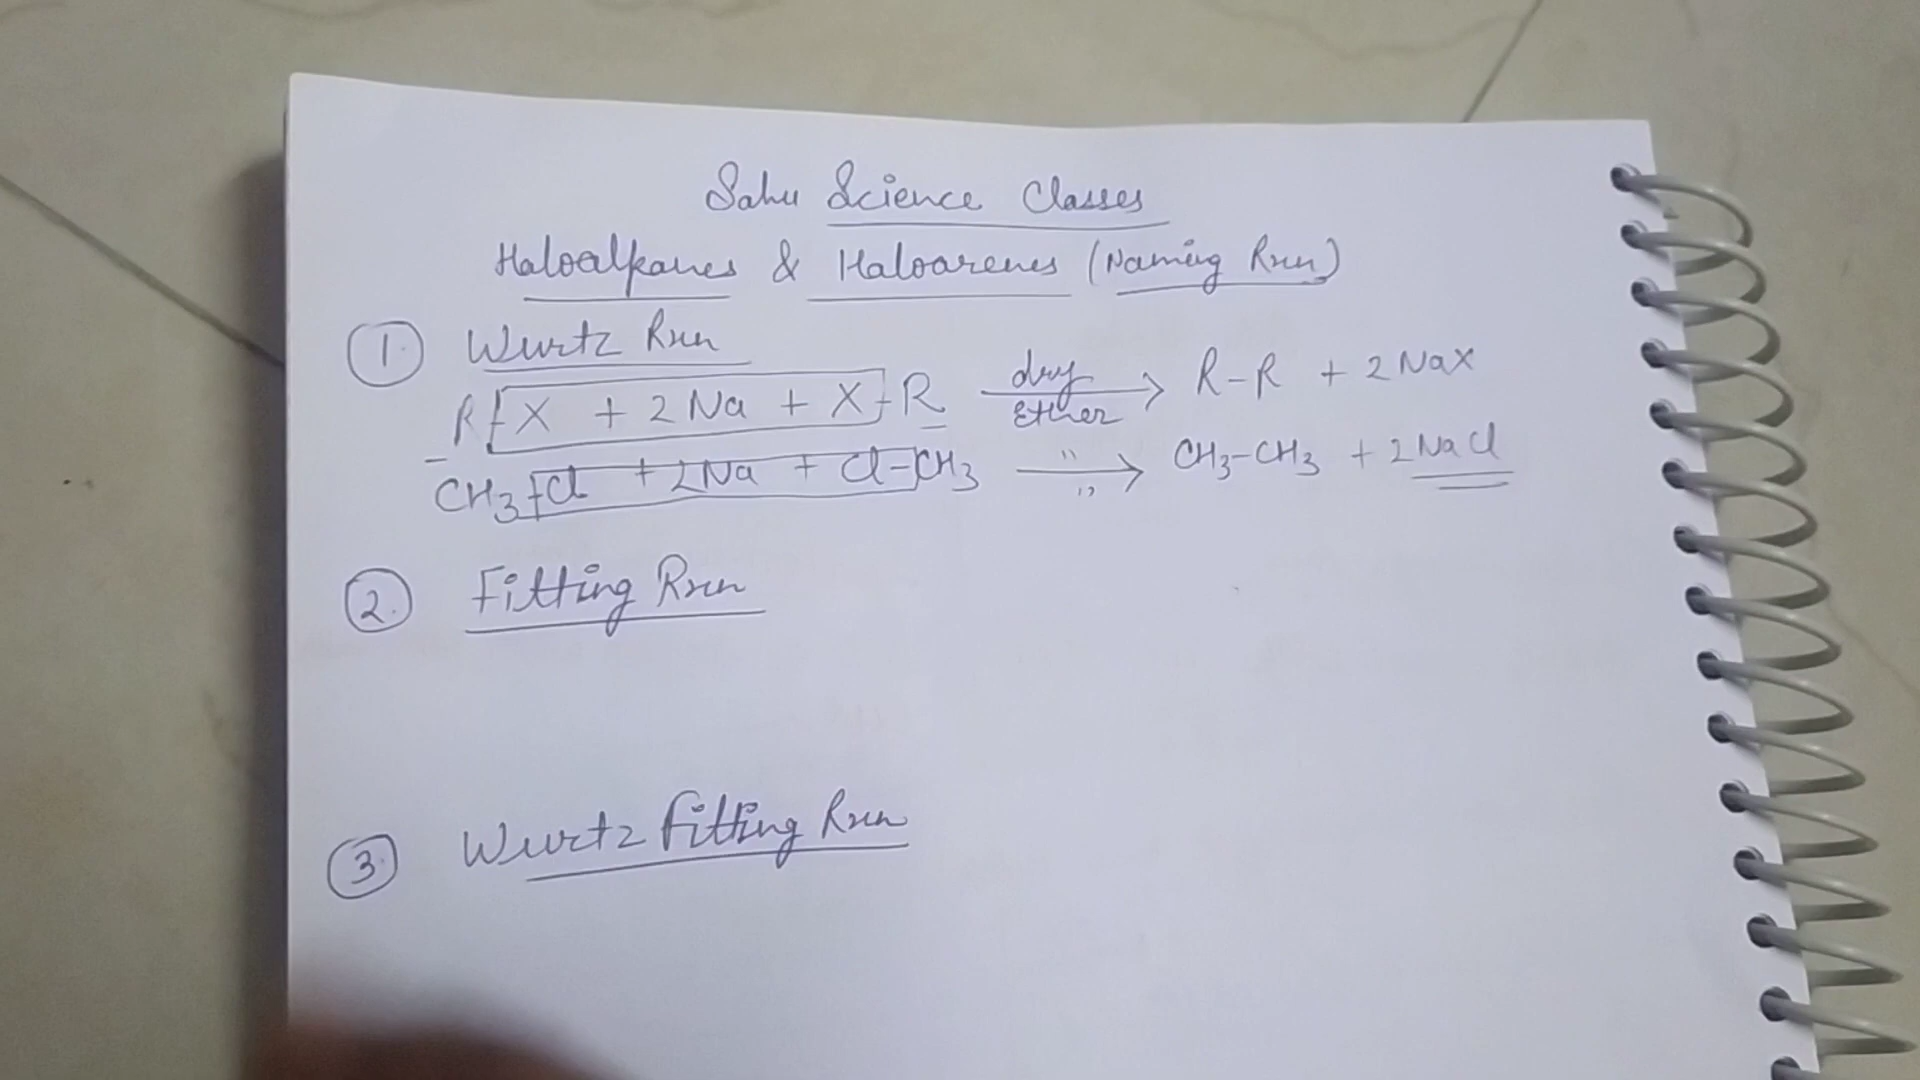 Sahu Science Classes
Haloalkanes & Haloarenes (Naming Rxn)
1. Wurtz Rxn
R-X + 2Na + X-R dry Ether → R-R + 2NaX
CH3-Cl + 2Na + Cl-CH3 " → " CH3-CH3 + 2NaCl
2. Fitting Rxn
3. Wurtz Fitting Rxn